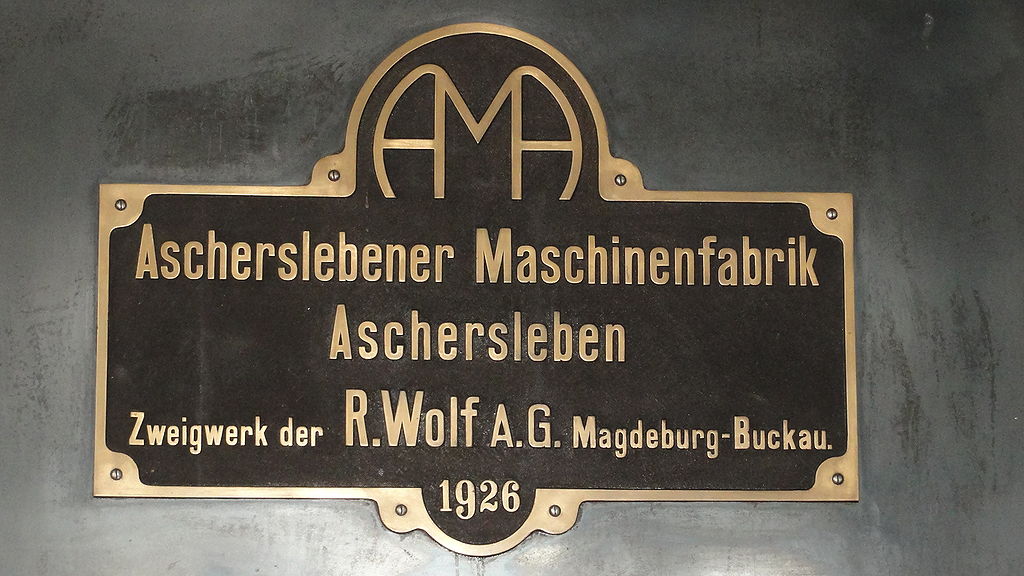 AMA
Ascherslebener Maschinenfabrik
Aschersleben
Zweigwerk der R. Wolf A.G. Magdeburg-Buckau.
1926